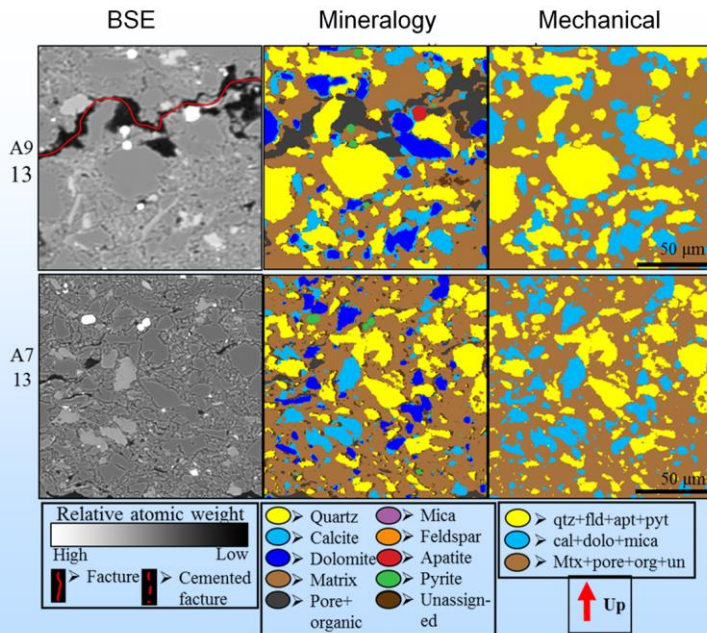 BSE
Mineralogy
Mechanical
A9
13
50 µm
A7
13
50 µm
Relative atomic weight
High
Low
➢ Facture
➢ Cemented
facture
➢ Quartz
➢ Calcite
➢ Dolomite
➢ Matrix
➢ Pore+
organic
➢ Mica
➢ Feldspar
➢ Apatite
➢ Pyrite
➢ Unassign-
ed
➢ qtz+fld+apt+pyt
➢ cal+dolo+mica
➢ Mtx+pore+org+un
Up